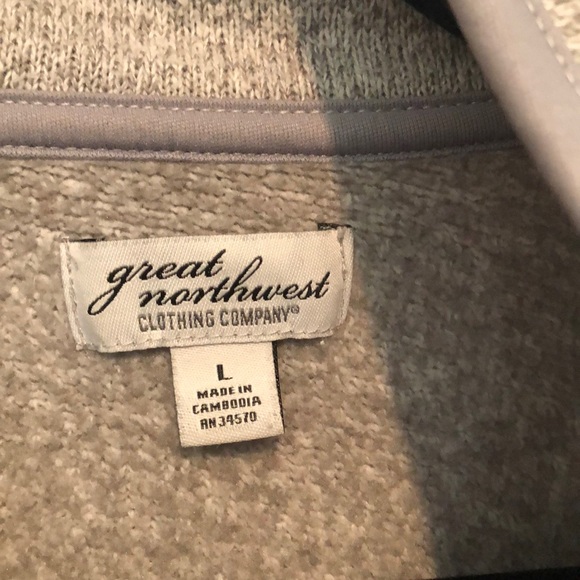 great
northwest
CLOTHING COMPANY®
L
MADE IN
CAMBODIA
RN 34570